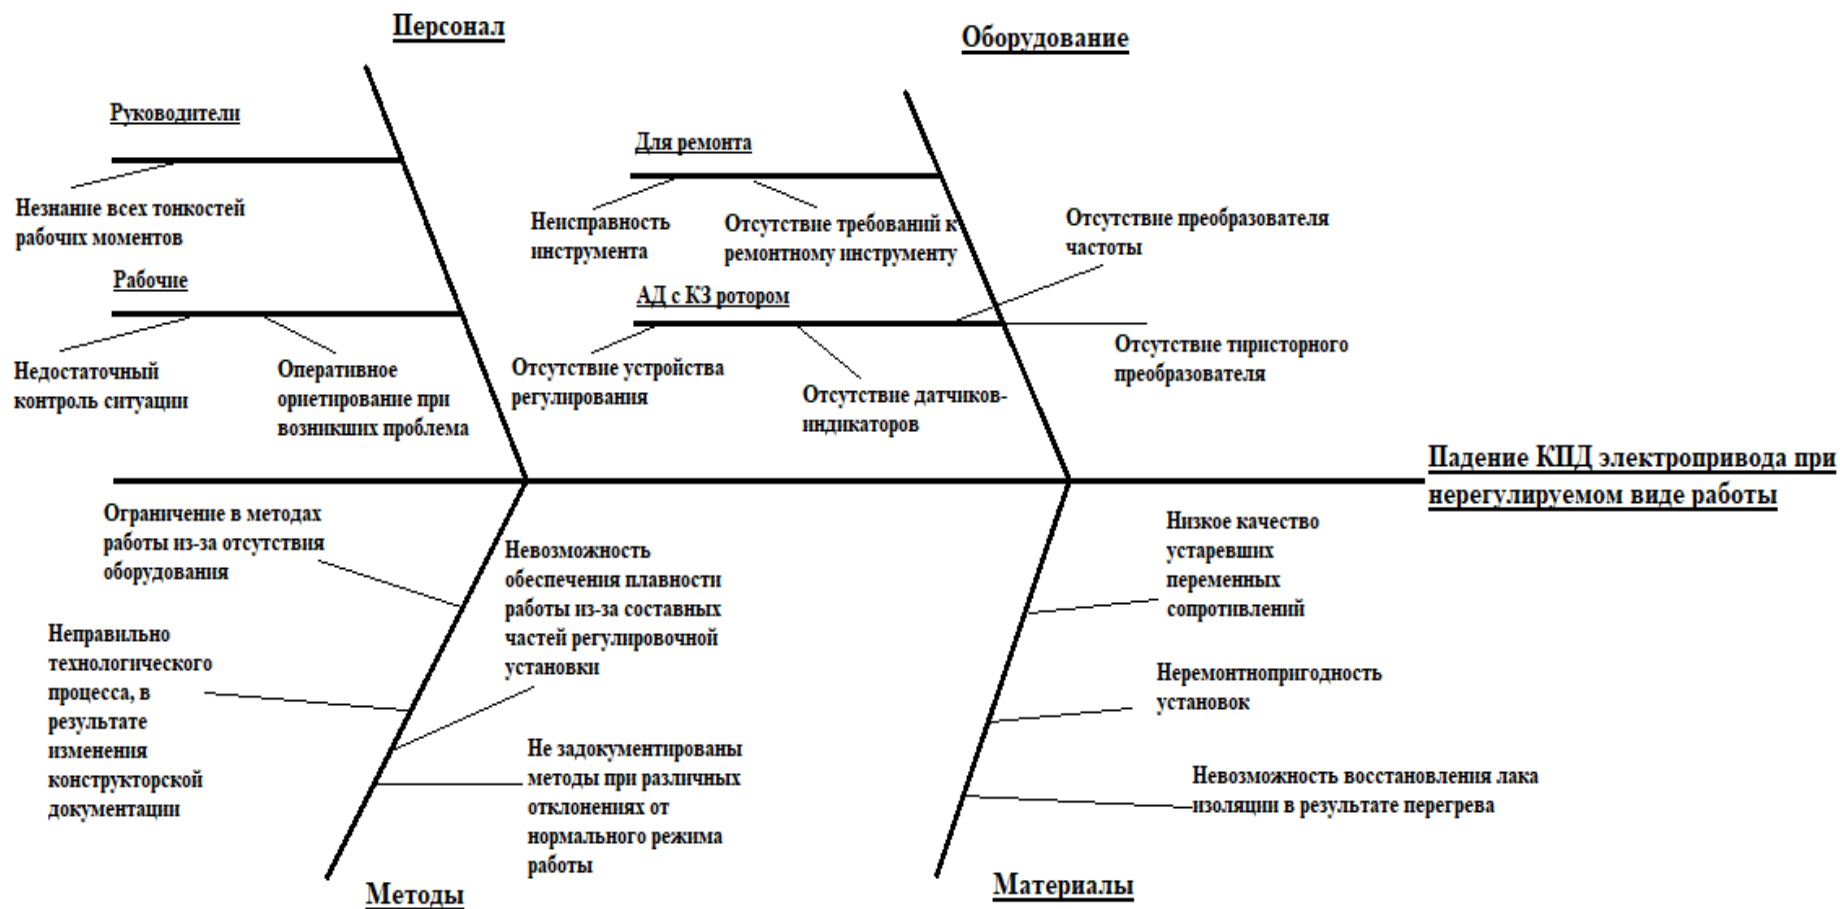 Персонал
Оборудование
Руководители
Незнание всех тонкостей
рабочих моментов
Рабочие
Недостаточный
контроль ситуации
Оперативное
ориетирование при
возникших проблема
Для ремонта
Неисправность
инструмента
Отсутствие требований к
ремонтному инструменту
АД с КЗ ротором
Отсутствие устройства
регулирования
Отсутствие датчиков-
индикаторов
Отсутствие преобразователя
частоты
Отсутствие тиристорного
преобразователя
Падение КПД электропривода при
нерегулируемом виде работы
Ограничение в методах
работы из-за отсутствия
оборудования
Неправильно
технологического
процесса, в
результате
изменения
конструкторской
документации
Невозможность
обеспечения плавности
работы из-за составных
частей регулировочной
установки
Не задокументированы
методы при различных
отклонениях от
нормального режима
работы
Методы
Низкое качество
устаревших
переменных
сопротивлений
Неремонтнопригодность
установок
Невозможность восстановления лака
изоляции в результате перегрева
Материалы